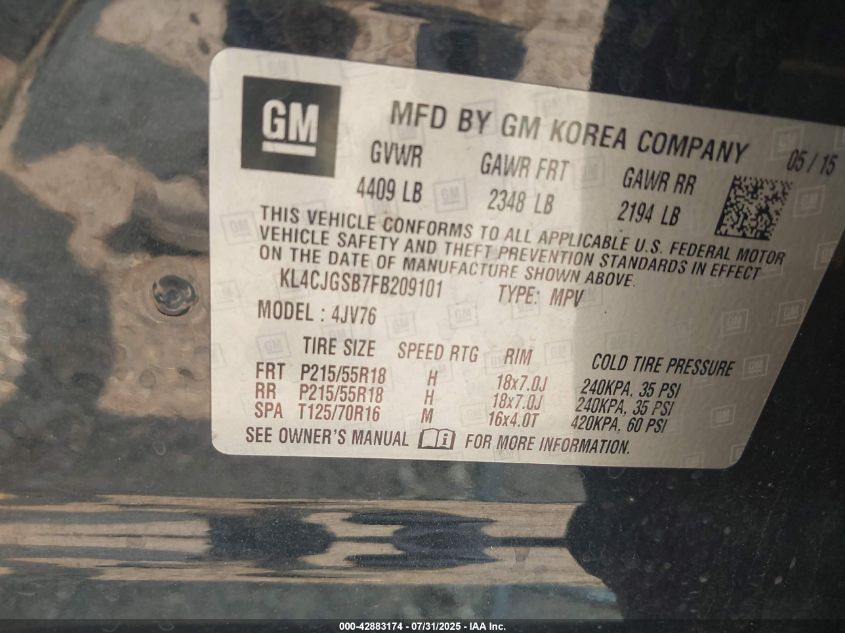 GM
MFD BY GM KOREA COMPANY 05 / 15
GVWR GAWR FRT GAWR RR
4409 LB 2348 LB 2194 LB
THIS VEHICLE CONFORMS TO ALL APPLICABLE U.S. FEDERAL MOTOR
VEHICLE SAFETY AND THEFT PREVENTION STANDARDS IN EFFECT
ON THE DATE OF MANUFACTURE SHOWN ABOVE.
KL4CJGSB7FB209101 TYPE: MPV
MODEL : 4JV76
TIRE SIZE SPEED RTG RIM COLD TIRE PRESSURE
FRT P215/55R18 H 18x7.0J 240KPA, 35 PSI
RR P215/55R18 H 18x7.0J 240KPA, 35 PSI
SPA T125/70R16 M 16x4.0T 420KPA, 60 PSI
SEE OWNER'S MANUAL FOR MORE INFORMATION.
000-42883174 - 07/31/2025 - IAA Inc.